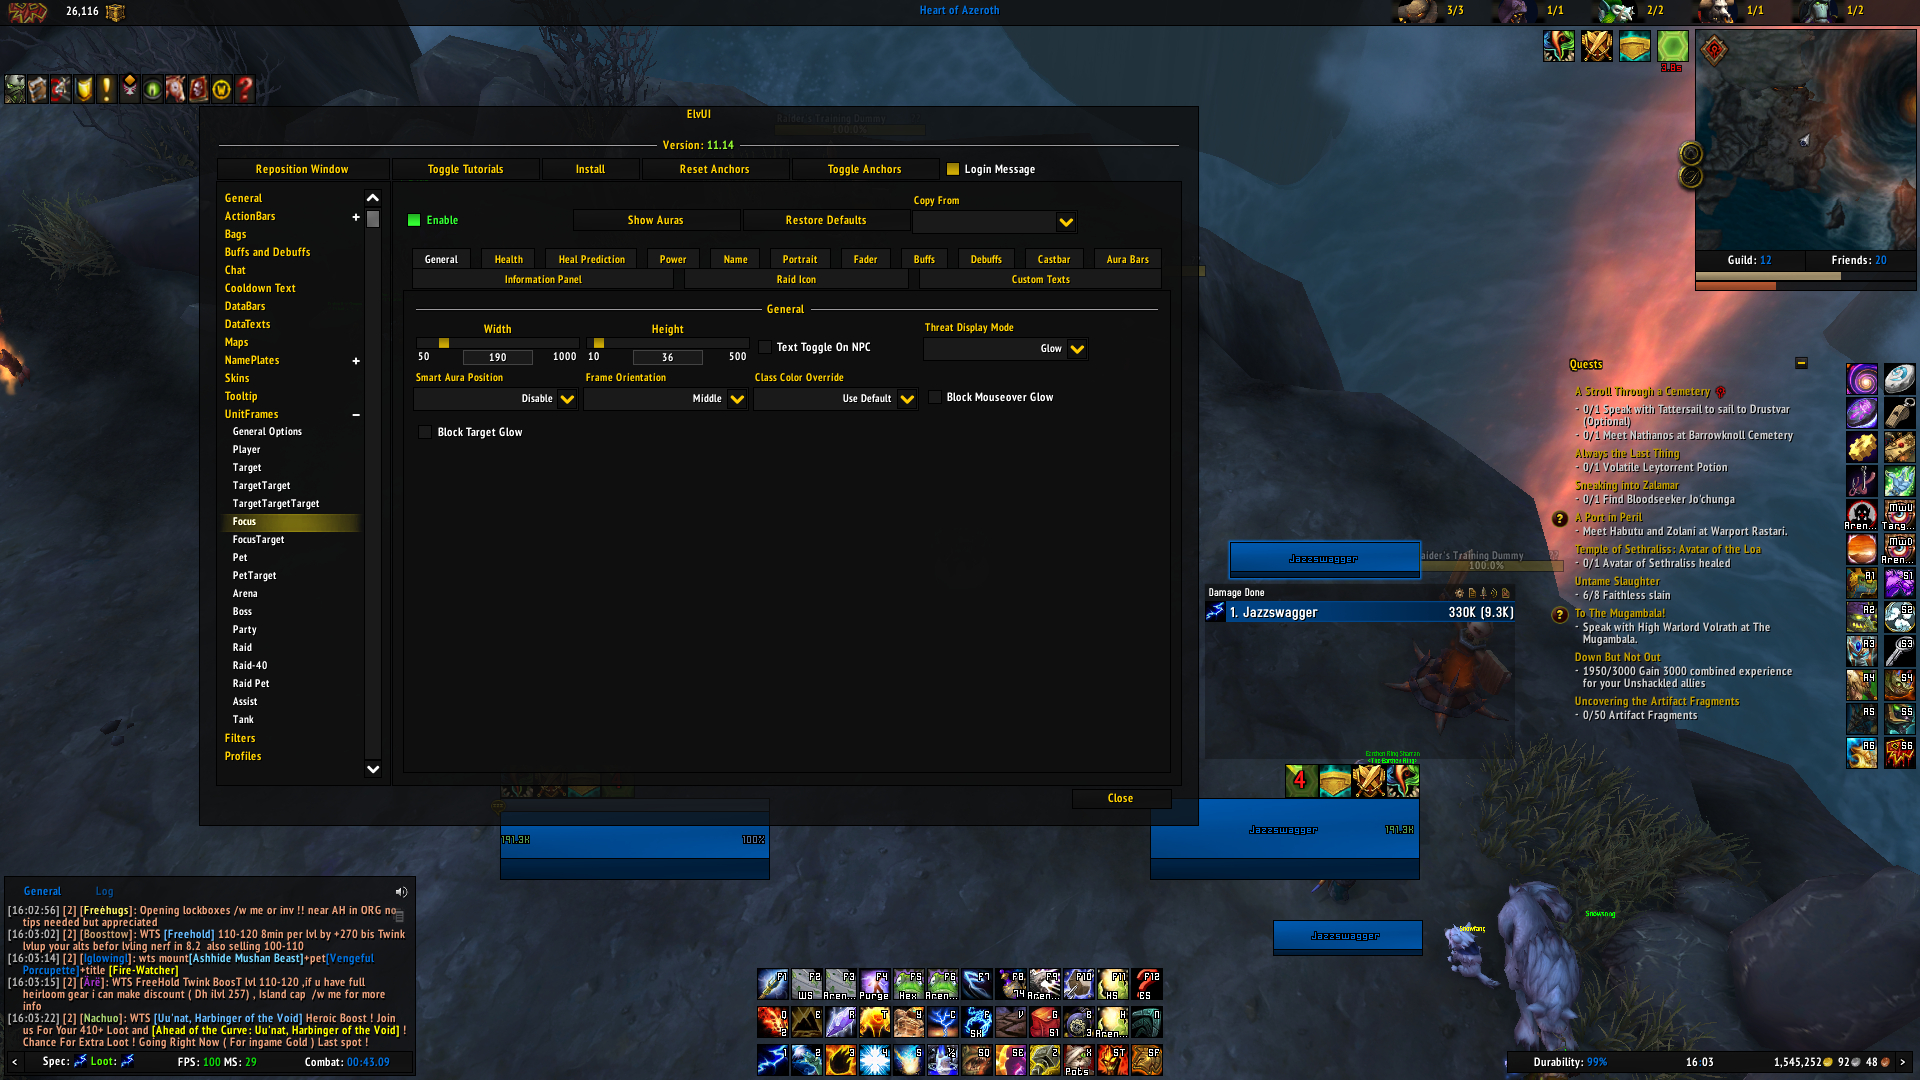 26,116
Heart of Azeroth
3/3
1/1
2/2
1/1
1/2
ElvUI
Version: 11.14
Reposition Window
Toggle Tutorials
Install
Reset Anchors
Toggle Anchors
Login Message
General
ActionBars
Bags
Buffs and Debuffs
Chat
Cooldown Text
DataBars
DataTexts
Maps
NamePlates
Skins
Tooltip
UnitFrames
General Options
Player
Target
TargetTarget
TargetTargetTarget
Focus
FocusTarget
Pet
PetTarget
Arena
Boss
Party
Raid
Raid-40
Raid Pet
Assist
Tank
Filters
Profiles
Enable
Show Auras
Restore Defaults
Copy From
General
Health
Heal Prediction
Power
Name
Portrait
Fader
Buffs
Debuffs
Castbar
Aura Bars
Information Panel
Raid Icon
Custom Texts
General
Width
50
190
1000
Height
10
36
500
Text Toggle On NPC
Threat Display Mode
Glow
Smart Aura Position
Disable
Frame Orientation
Middle
Class Color Override
Use Default
Block Mouseover Glow
Block Target Glow
Close
Guild: 12
Friends: 20
Quests
A Scroll Through a Cemetery
- 0/1 Speak with Tattersail to sail to Drustvar
(Optional)
- 0/1 Meet Nathanos at Barrowknoll Cemetery
Always the Last Thing
- 0/1 Volatile Leytorrent Potion
Sneaking into Zalamar
- 0/1 Find Bloodseeker Jo'chunga
A Port in Peril
- Meet Habutu and Zolani at Warport Rastari.
Temple of Sethraliss: Avatar of the Loa
- 0/1 Avatar of Sethraliss healed
Untame Slaughter
- 6/8 Faithless slain
To The Mugambala!
- Speak with High Warlord Volrath at The
Mugambala.
Down But Not Out
- 1950/3000 Gain 3000 combined experience
for your Unshackled allies
Uncovering the Artifact Fragments
- 0/50 Artifact Fragments
Jazzswagger
aider's Training Dummy
100.0%
Damage Done
1. Jazzswagger
330K (9.3K)
4
191.3K
100%
Jazzswagger
191.3K
Jazzswagger
Snowfang
Snowsong
General
Log
[16:02:56] [2] [Freëhugs]: Opening lockboxes /w me or inv !! near AH in ORG no
tips needed but appreciated
[16:03:02] [2] [Boosttow]: WTS [Freehold] 110-120 8min per lvl by +270 bis Twink
lvlup your alts befor lvling nerf in 8.2 also selling 100-110
[16:03:14] [2] [Iglowingl]: wts mount[Ashhide Mushan Beast]+pet[Vengeful
Porcupette]+title [Fire-Watcher]
[16:03:15] [2] [Ärë]: WTS FreeHold Twink BoosT lvl 110-120 ,if u have full
heirloom gear i can make discount ( Dh ilvl 257) , Island cap /w me for more
info
[16:03:22] [2] [Nachuo]: WTS [Uu'nat, Harbinger of the Void] Heroic Boost ! Join
us For Your 410+ Loot and [Ahead of the Curve: Uu'nat, Harbinger of the Void] !
Chance For Extra Loot ! Going Right Now ( For ingame Gold ) Last spot !
< Spec: Loot:
FPS: 100 MS: 29
Combat: 00:43.09
Durability: 99%
16:03
1,545,252 92 48 >